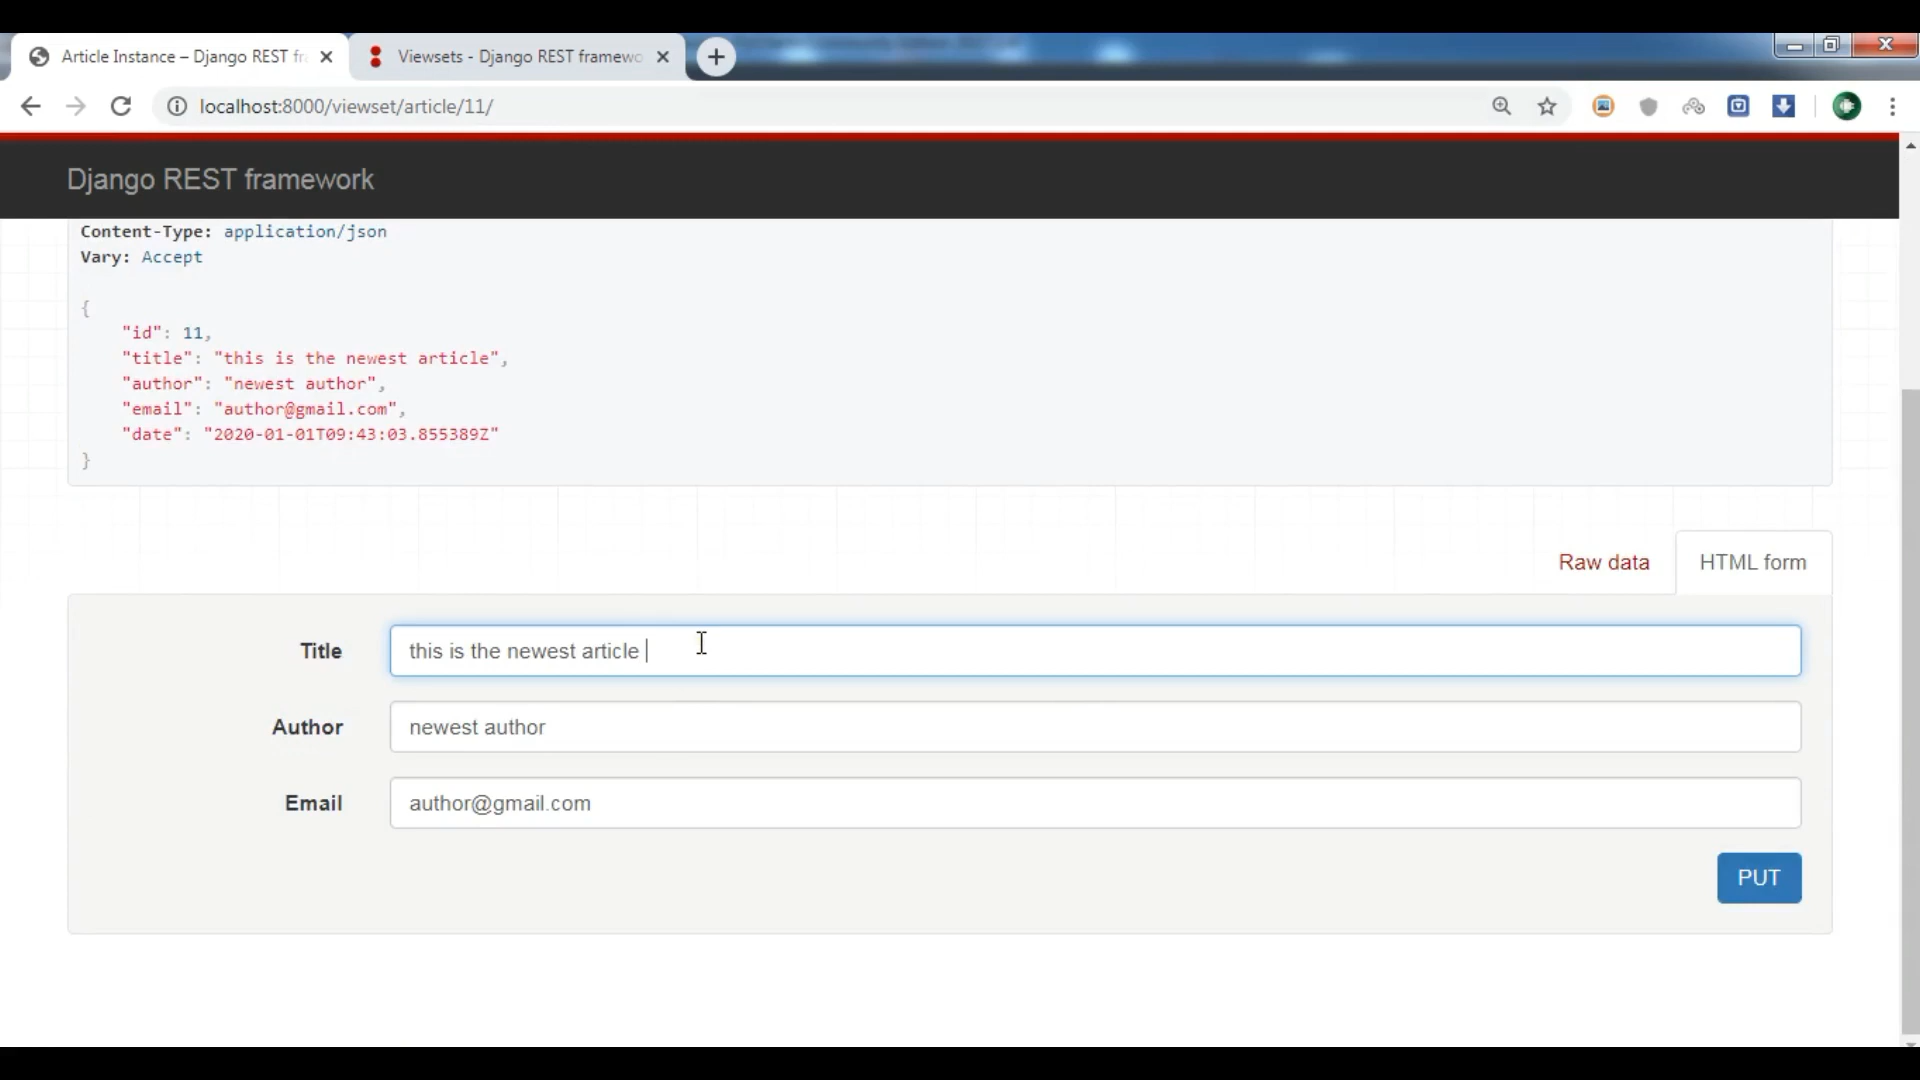 Article Instance – Django REST fr
Viewsets - Django REST framewo
localhost:8000/viewset/article/11/
Django REST framework
Content-Type: application/json
Vary: Accept
{
"id": 11,
"title": "this is the newest article",
"author": "newest author",
"email": "author@gmail.com",
"date": "2020-01-01T09:43:03.855389Z"
}
Raw data
HTML form
Title
this is the newest article
Author
newest author
Email
author@gmail.com
PUT